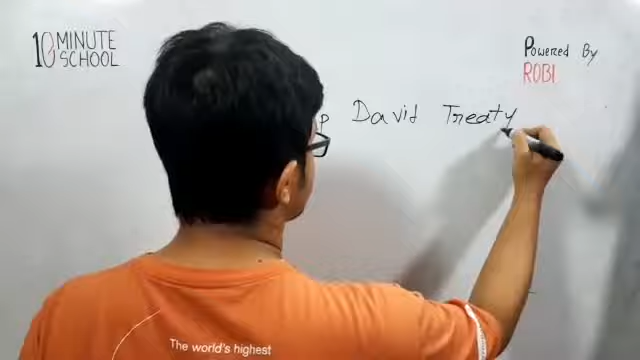 10 MINUTE
SCHOOL
Powered By
ROBI
p David Treaty
The world's highest